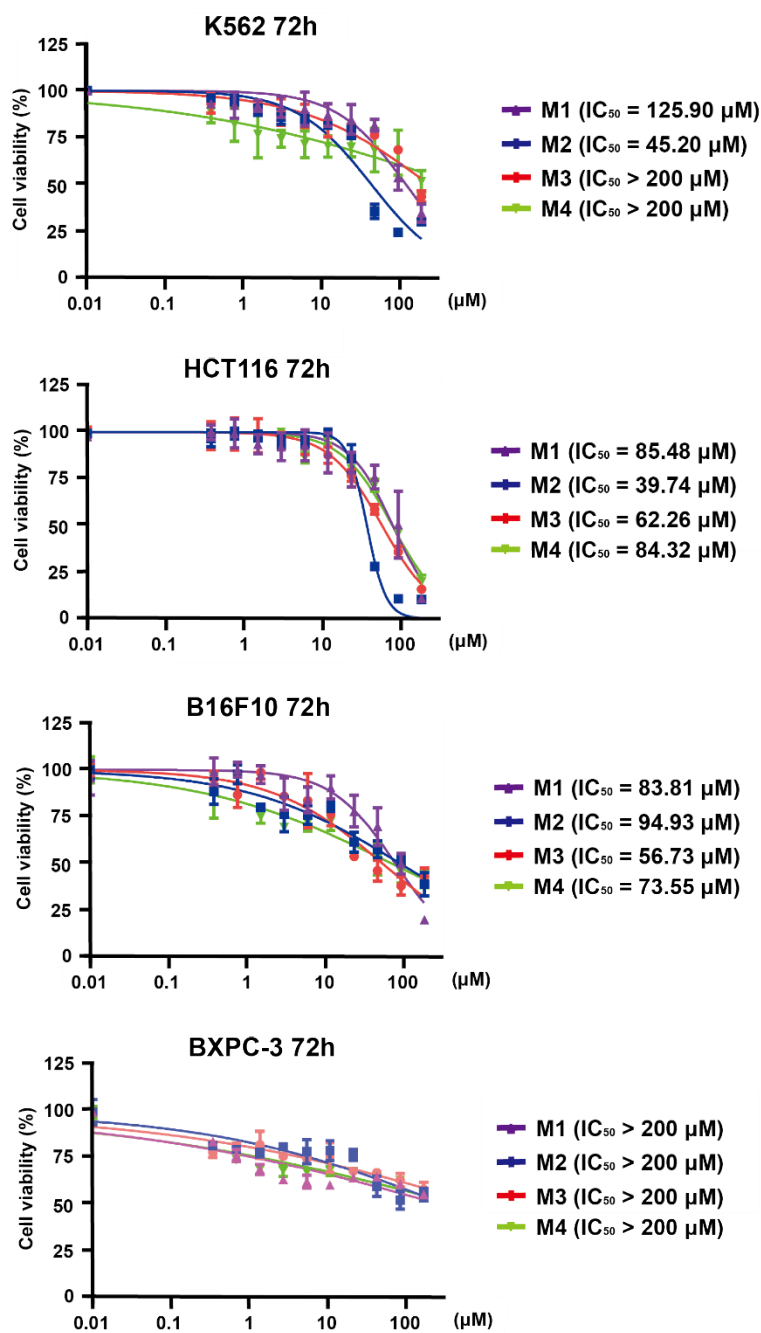 K562 72h
Cell viability (%)
125
100
75
50
25
0
0.01 0.1 1 10 100 (µM)
M1 (IC₅₀ = 125.90 µM)
M2 (IC₅₀ = 45.20 µM)
M3 (IC₅₀ > 200 µM)
M4 (IC₅₀ > 200 µM)
HCT116 72h
Cell viability (%)
125
100
75
50
25
0
0.01 0.1 1 10 100 (µM)
M1 (IC₅₀ = 85.48 µM)
M2 (IC₅₀ = 39.74 µM)
M3 (IC₅₀ = 62.26 µM)
M4 (IC₅₀ = 84.32 µM)
B16F10 72h
Cell viability (%)
125
100
75
50
25
0
0.01 0.1 1 10 100 (µM)
M1 (IC₅₀ = 83.81 µM)
M2 (IC₅₀ = 94.93 µM)
M3 (IC₅₀ = 56.73 µM)
M4 (IC₅₀ = 73.55 µM)
BXPC-3 72h
Cell viability (%)
125
100
75
50
25
0
0.01 0.1 1 10 100 (µM)
M1 (IC₅₀ > 200 µM)
M2 (IC₅₀ > 200 µM)
M3 (IC₅₀ > 200 µM)
M4 (IC₅₀ > 200 µM)